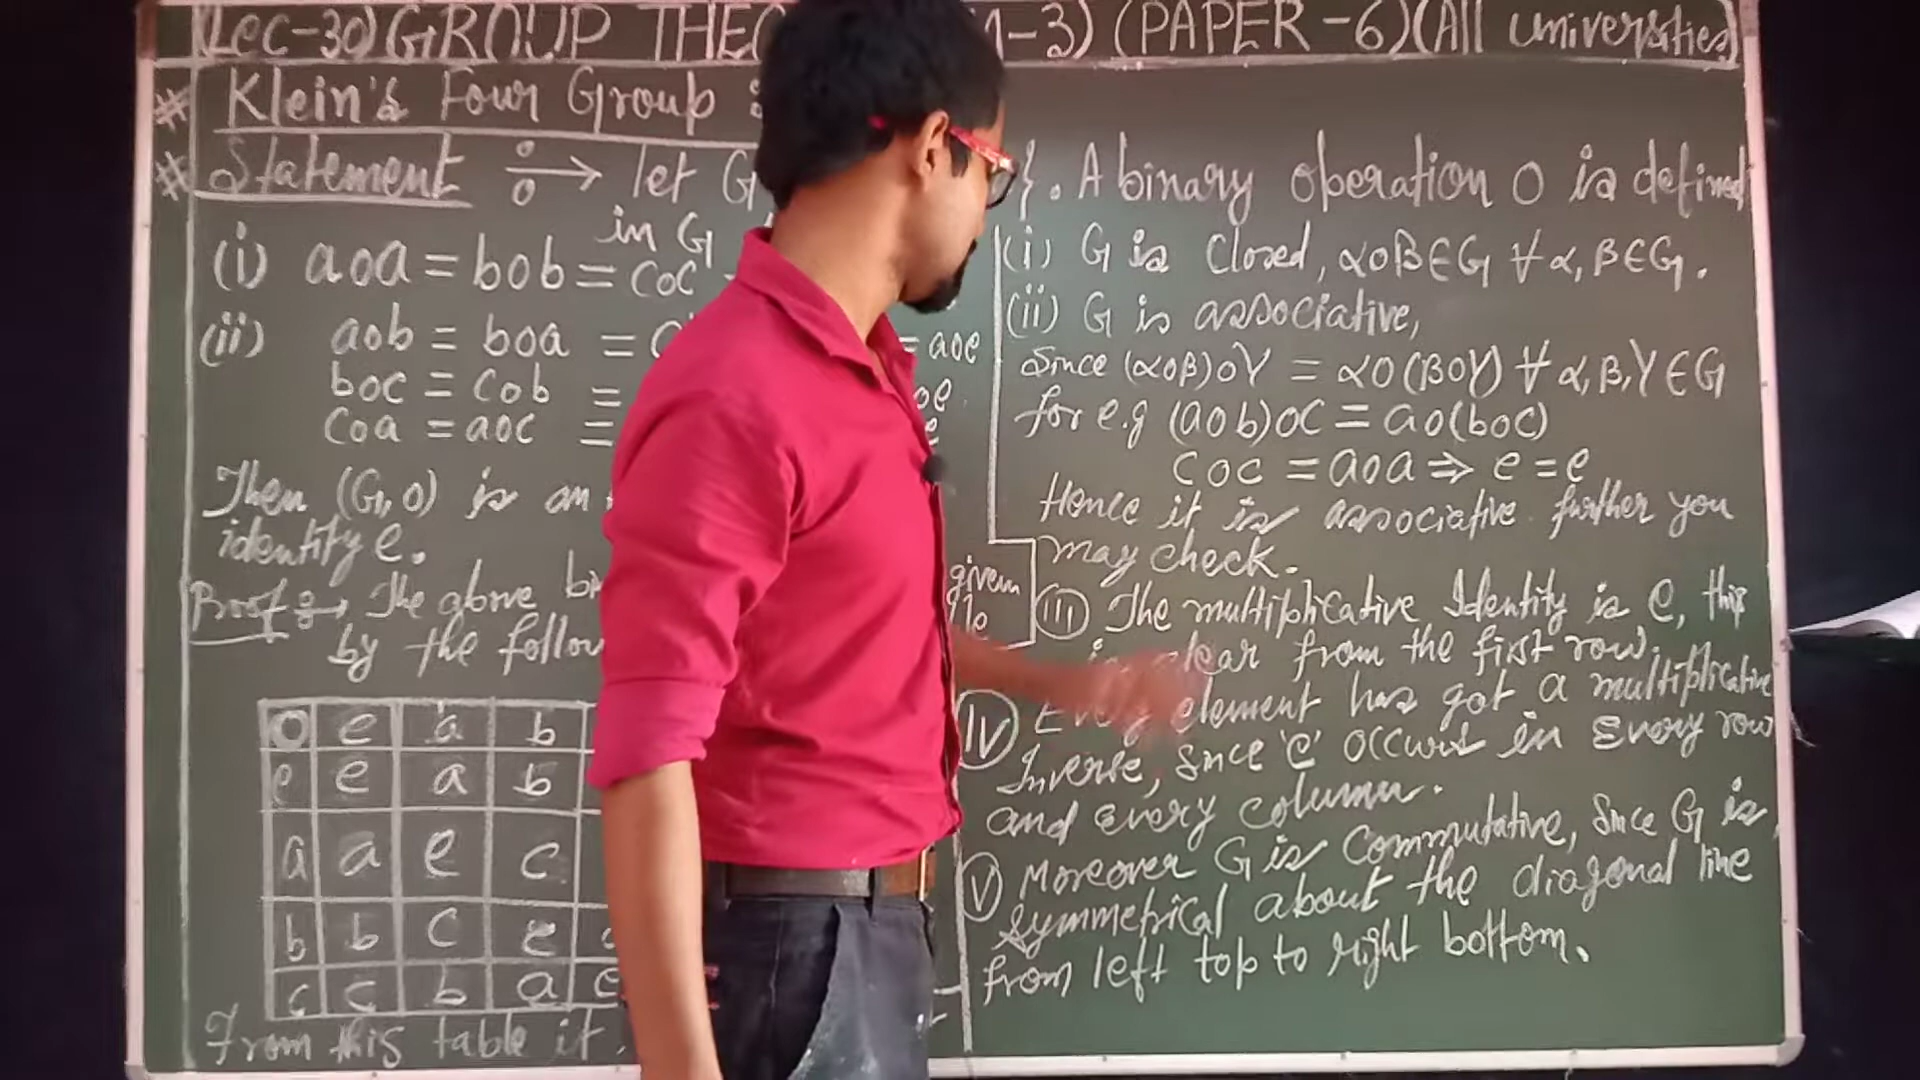 (Lec-30) GROUP THEO M-3) (PAPER-6)(All universities)
# Klein's Four Group :
# Statement : → let G }. A binary operation o is defined
in G
(i) aoa = bob = coc
(ii) aob = boa = = aoe
boc = cob = oe
coa = aoc = e
Then (G,o) is an
identity e.
Proof :→ The above given
by the
o e a b
e e a b
a a e c
b b c e
c c b a e
From this table it
(i) G is Closed, αoβ∈G ∀ α, β∈G.
(ii) G is associative,
Since (αoβ)oγ = αo(βoγ) ∀ α, β, γ ∈ G
for e.g (aob)oc = ao(boc)
coc = aoa ⇒ e = e
Hence it is associative further you
may check.
(iii) The multiplicative Identity is e, this
is clear from the first row.
(iv) Every element has got a multiplicative
Inverse, since 'e' occurs in Every row
and every column.
(v) Moreover G is Commutative, Since G is
Symmetrical about the diagonal line
from left top to right bottom.